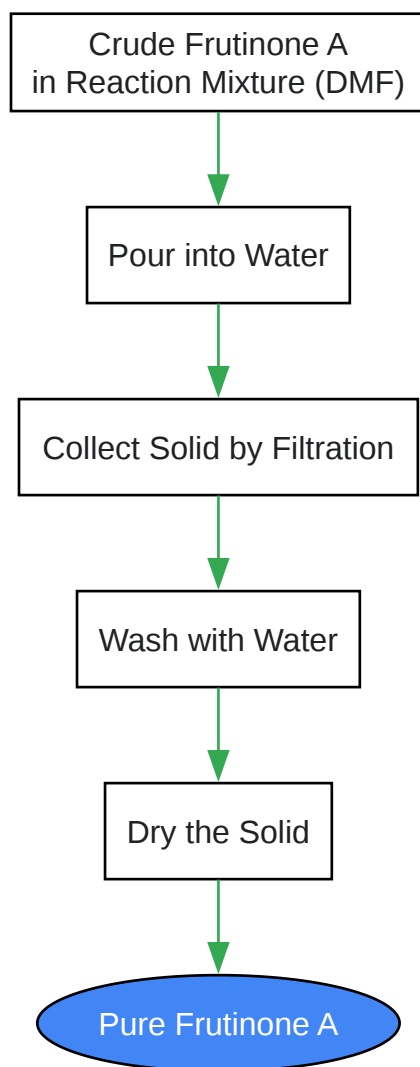 Crude Frutinone A
in Reaction Mixture (DMF)
Pour into Water
Collect Solid by Filtration
Wash with Water
Dry the Solid
Pure Frutinone A